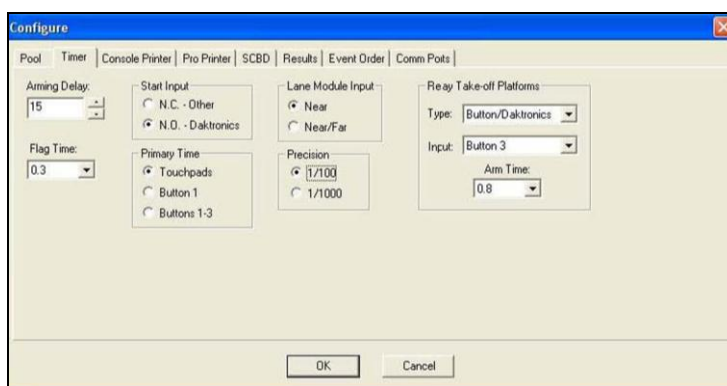 Configure
Pool Timer Console Printer Pro Printer SCBD Results Event Order Comm Ports
Arming Delay:
15
Flag Time:
0.3
Start Input
N.C. - Other
N.O. - Daktronics
Primary Time
Touchpads
Button 1
Buttons 1-3
Lane Module Input
Near
Near/Far
Precision
1/100
1/1000
Relay Take-off Platforms
Type: Button/Daktronics
Input: Button 3
Arm Time:
0.8
OK Cancel